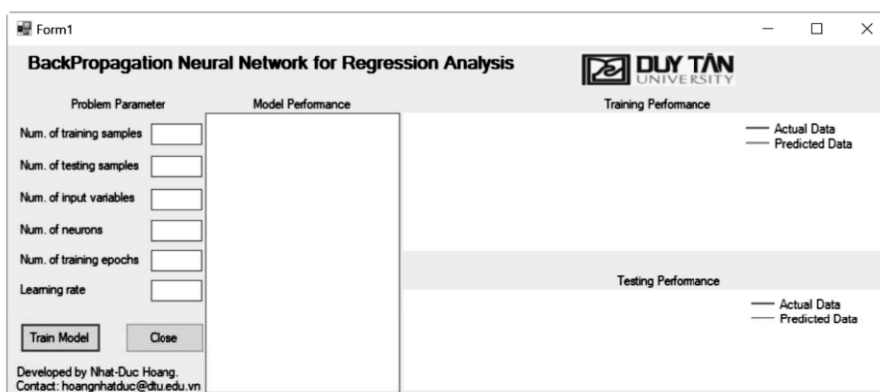 Form1
BackPropagation Neural Network for Regression Analysis
DUY TÂN
UNIVERSITY
Problem Parameter
Model Performance
Training Performance
Num. of training samples
Num. of testing samples
Num. of input variables
Num. of neurons
Num. of training epochs
Learning rate
Train Model
Close
Developed by Nhat-Duc Hoang.
Contact: hoangnhatduc@dtu.edu.vn
Actual Data
Predicted Data
Testing Performance
Actual Data
Predicted Data